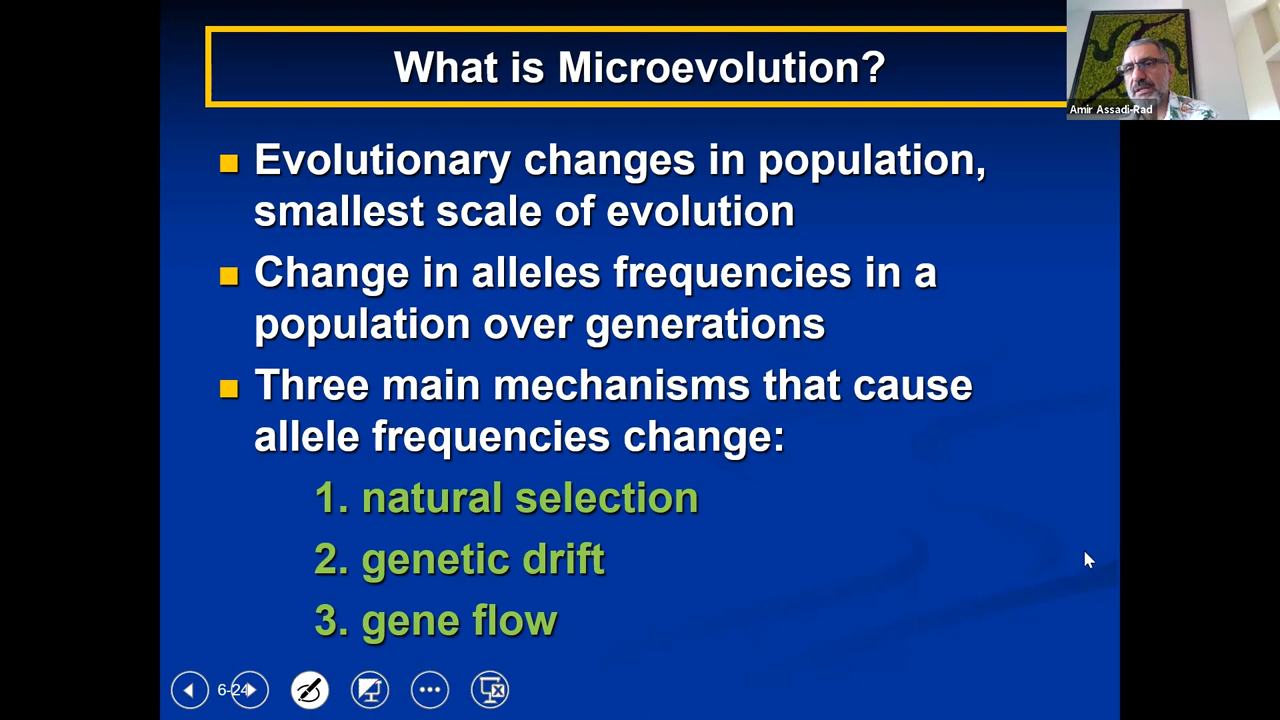 What is Microevolution?
Amir Assadi-Rad
Evolutionary changes in population,
smallest scale of evolution
Change in alleles frequencies in a
population over generations
Three main mechanisms that cause
allele frequencies change:
1. natural selection
2. genetic drift
3. gene flow
6-24